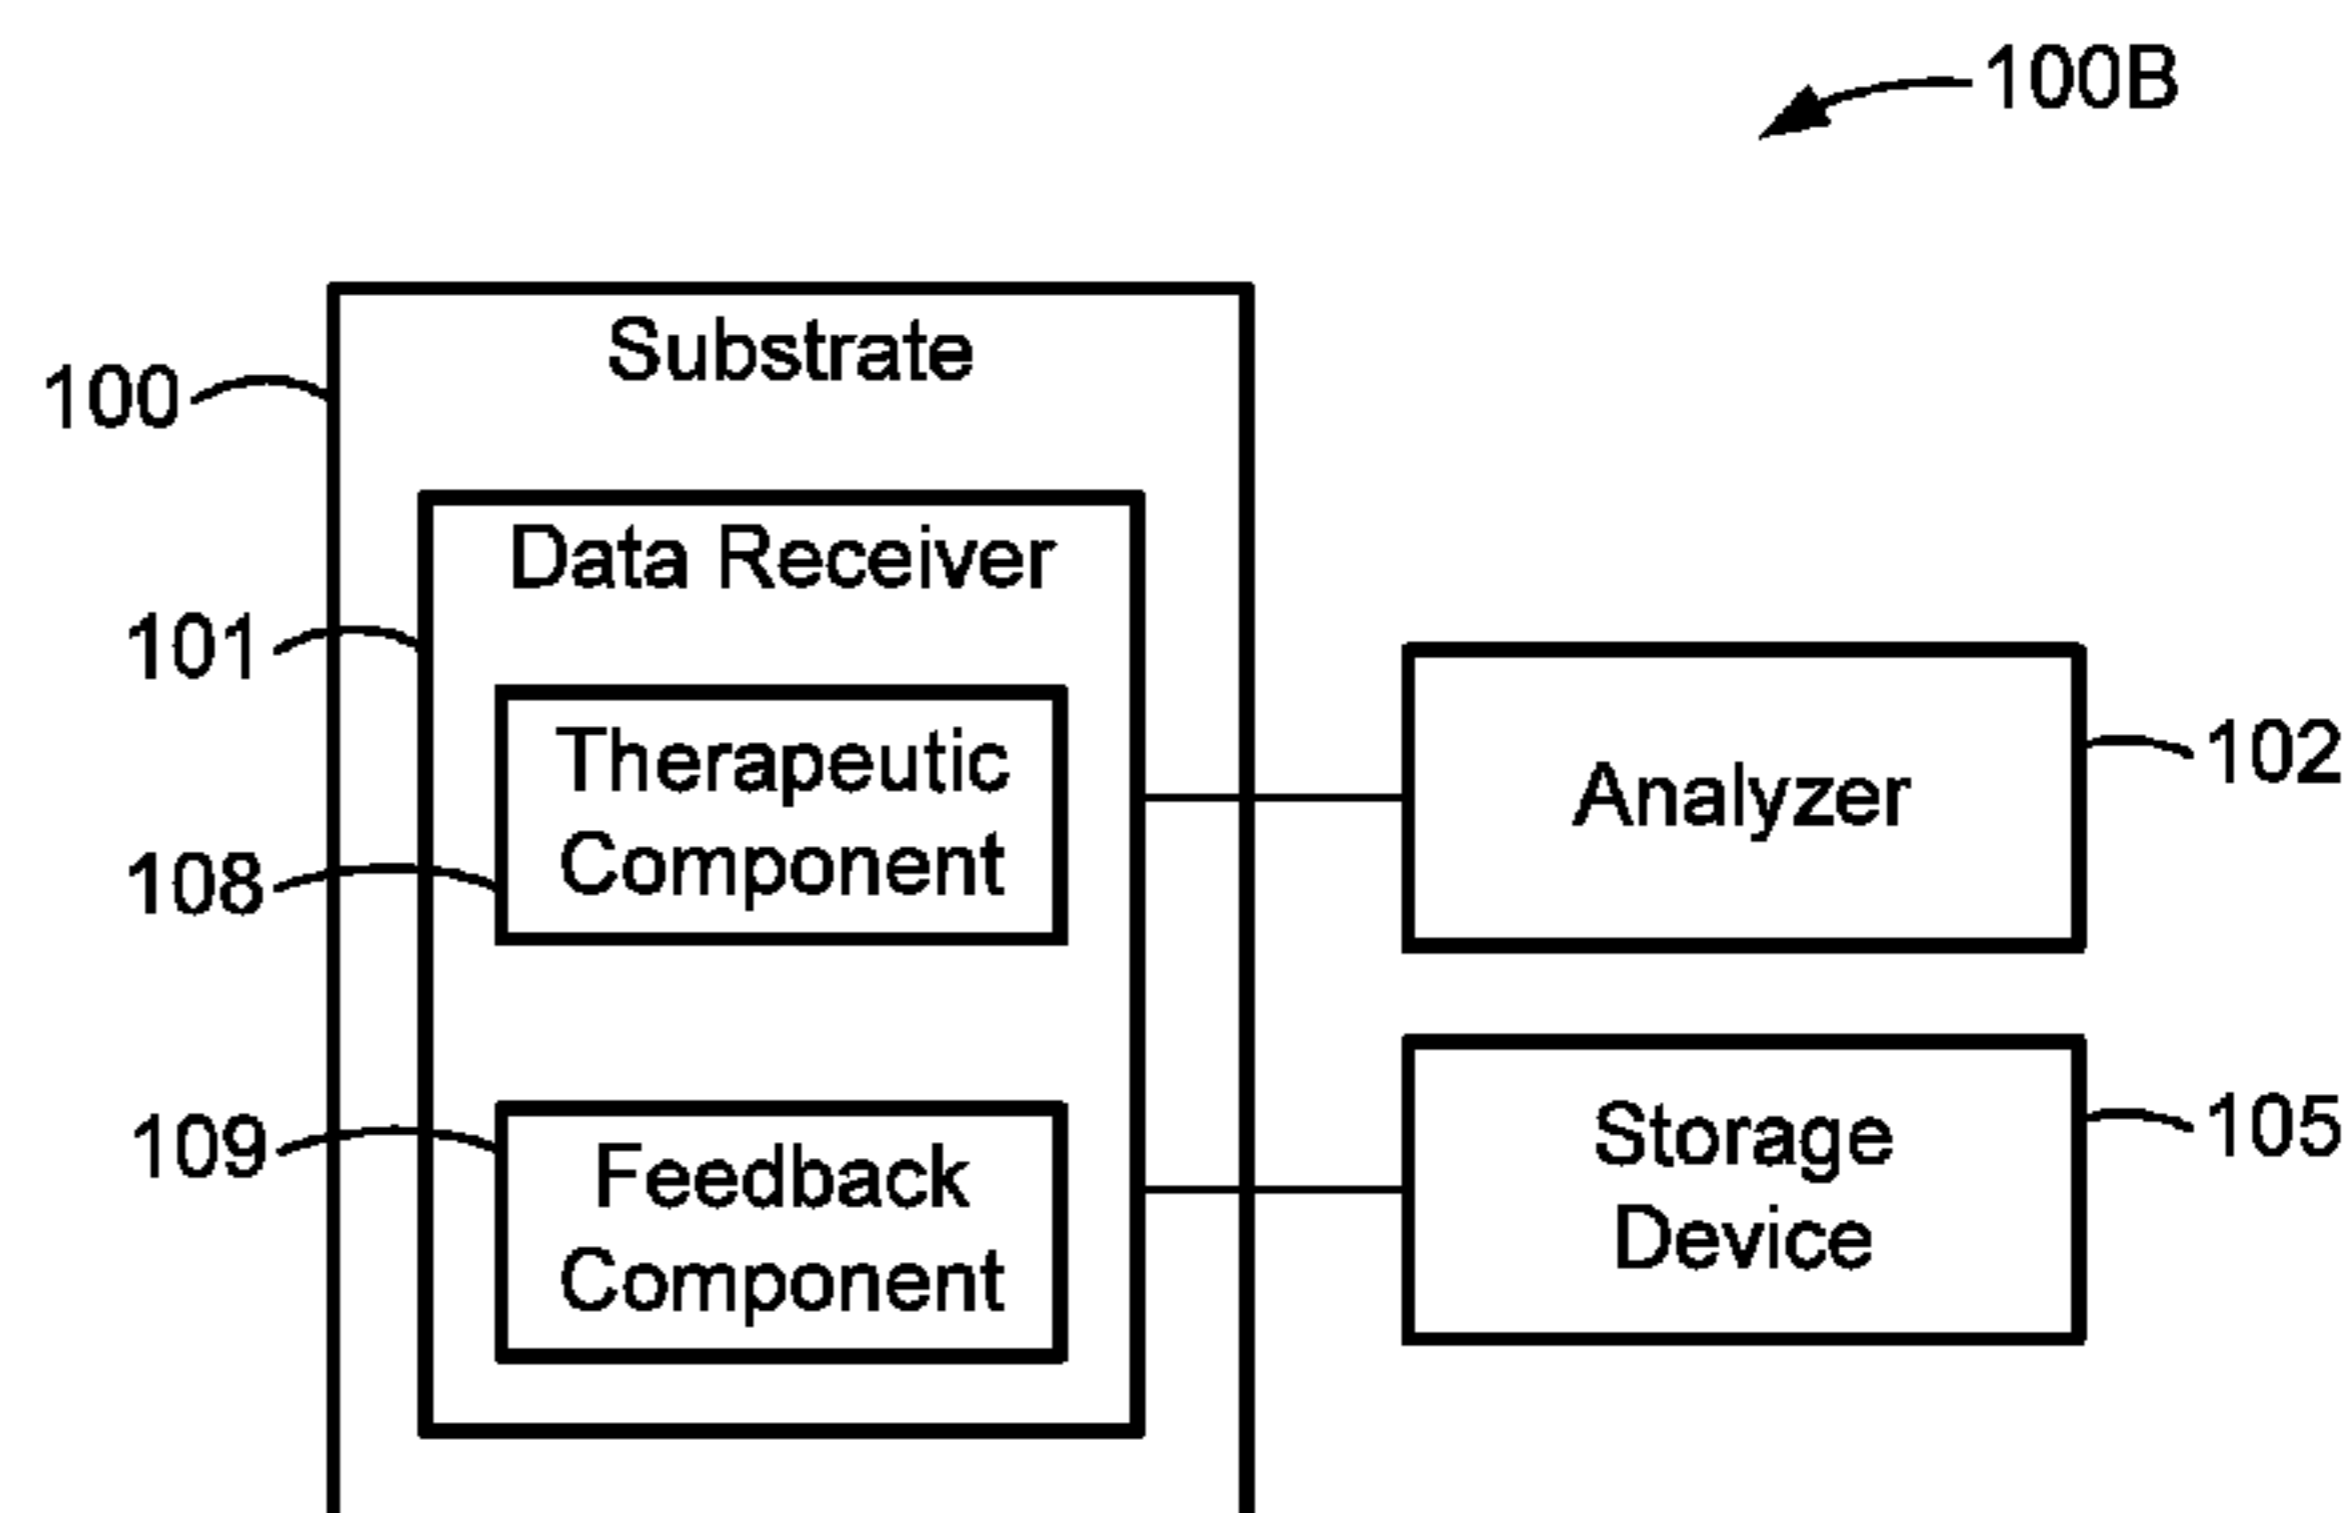 100B
Substrate
100
Data Receiver
101
Therapeutic
Component
108
Analyzer
102
Feedback
Component
109
Storage
Device
105